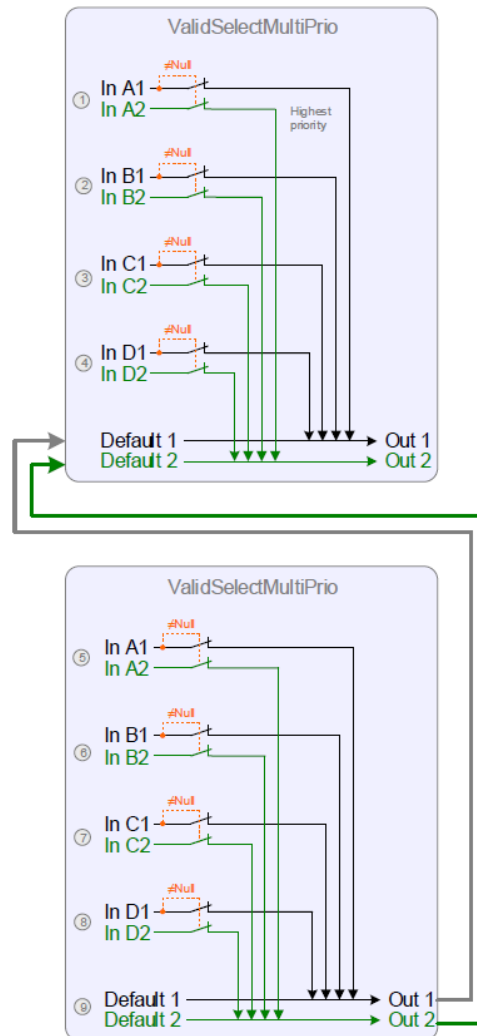 ValidSelectMultiPrio
≠Null
1 In A1
In A2
Highest
priority
≠Null
2 In B1
In B2
≠Null
3 In C1
In C2
≠Null
4 In D1
In D2
Default 1 Out 1
Default 2 Out 2
ValidSelectMultiPrio
≠Null
5 In A1
In A2
≠Null
6 In B1
In B2
≠Null
7 In C1
In C2
≠Null
8 In D1
In D2
9 Default 1 Out 1
Default 2 Out 2